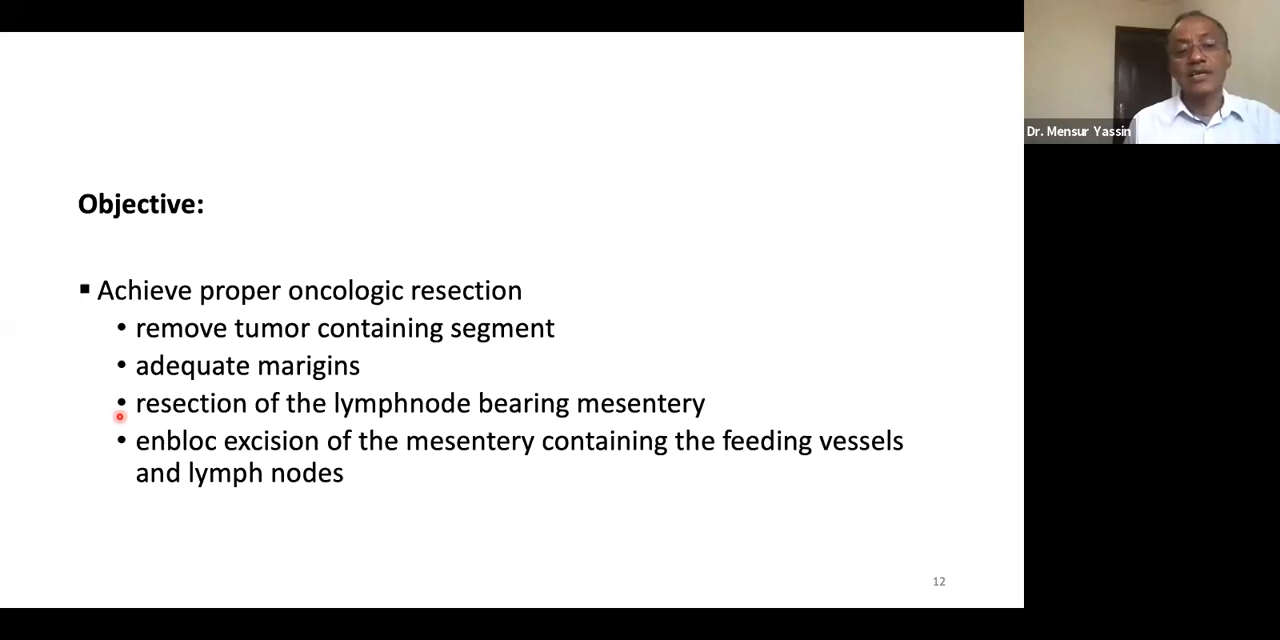 Dr. Mensur Yassin
Objective:
▪ Achieve proper oncologic resection
• remove tumor containing segment
• adequate marigins
• resection of the lymphnode bearing mesentery
• enbloc excision of the mesentery containing the feeding vessels
and lymph nodes
12